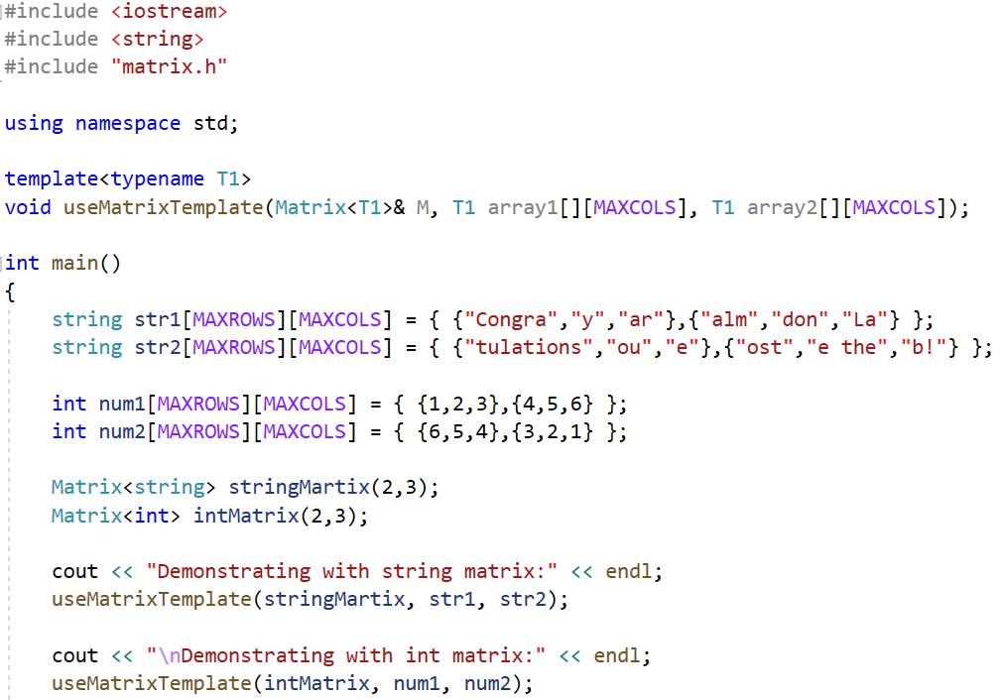 #include <iostream>
#include <string>
#include "matrix.h"
using namespace std;
template<typename T1>
void useMatrixTemplate(Matrix<T1>& M, T1 array1[][MAXCOLS], T1 array2[][MAXCOLS]);
int main()
{
string str1[MAXROWS][MAXCOLS] = { {"Congra","y","ar"},{"alm","don","La"} };
string str2[MAXROWS][MAXCOLS] = { {"tulations","ou","e"},{"ost","e the","b!"} };
int num1[MAXROWS][MAXCOLS] = { {1,2,3},{4,5,6} };
int num2[MAXROWS][MAXCOLS] = { {6,5,4},{3,2,1} };
Matrix<string> stringMartix(2,3);
Matrix<int> intMatrix(2,3);
cout << "Demonstrating with string matrix:" << endl;
useMatrixTemplate(stringMartix, str1, str2);
cout << "\nDemonstrating with int matrix:" << endl;
useMatrixTemplate(intMatrix, num1, num2);